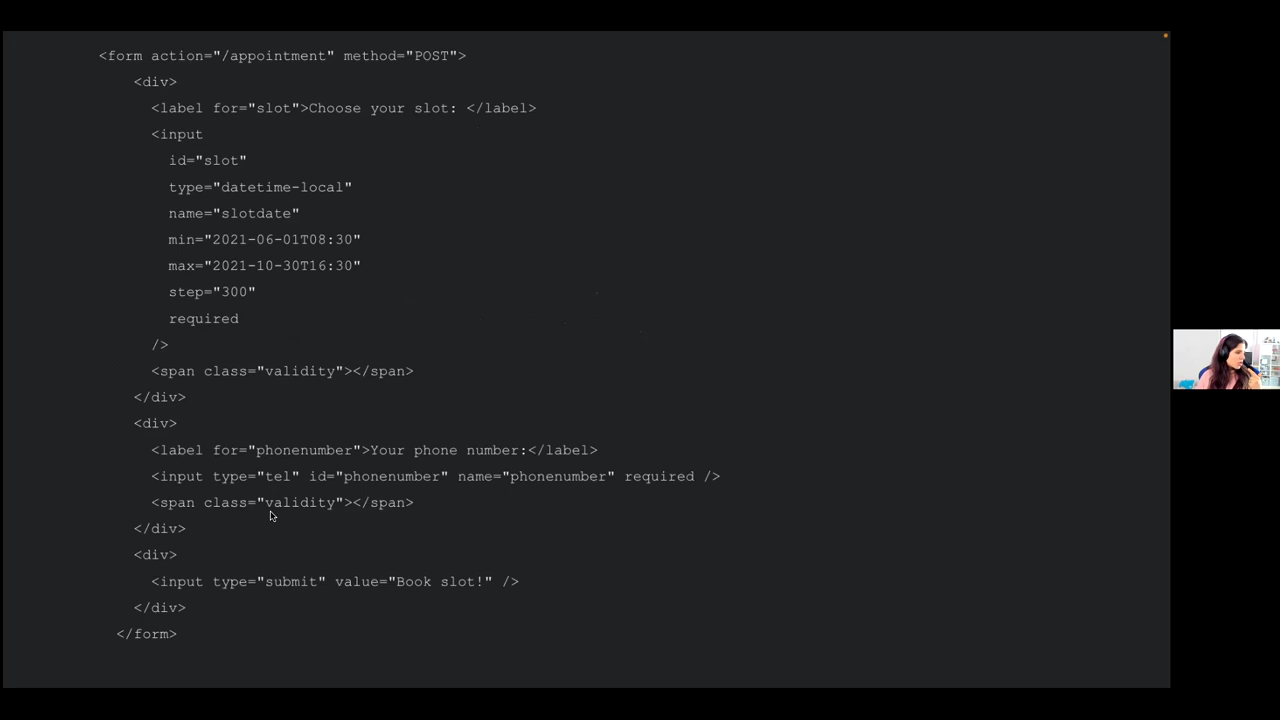 <form action="/appointment" method="POST">
<div>
<label for="slot">Choose your slot: </label>
<input
id="slot"
type="datetime-local"
name="slotdate"
min="2021-06-01T08:30"
max="2021-10-30T16:30"
step="300"
required
/>
<span class="validity"></span>
</div>
<div>
<label for="phonenumber">Your phone number:</label>
<input type="tel" id="phonenumber" name="phonenumber" required />
<span class="validity"></span>
</div>
<div>
<input type="submit" value="Book slot!" />
</div>
</form>